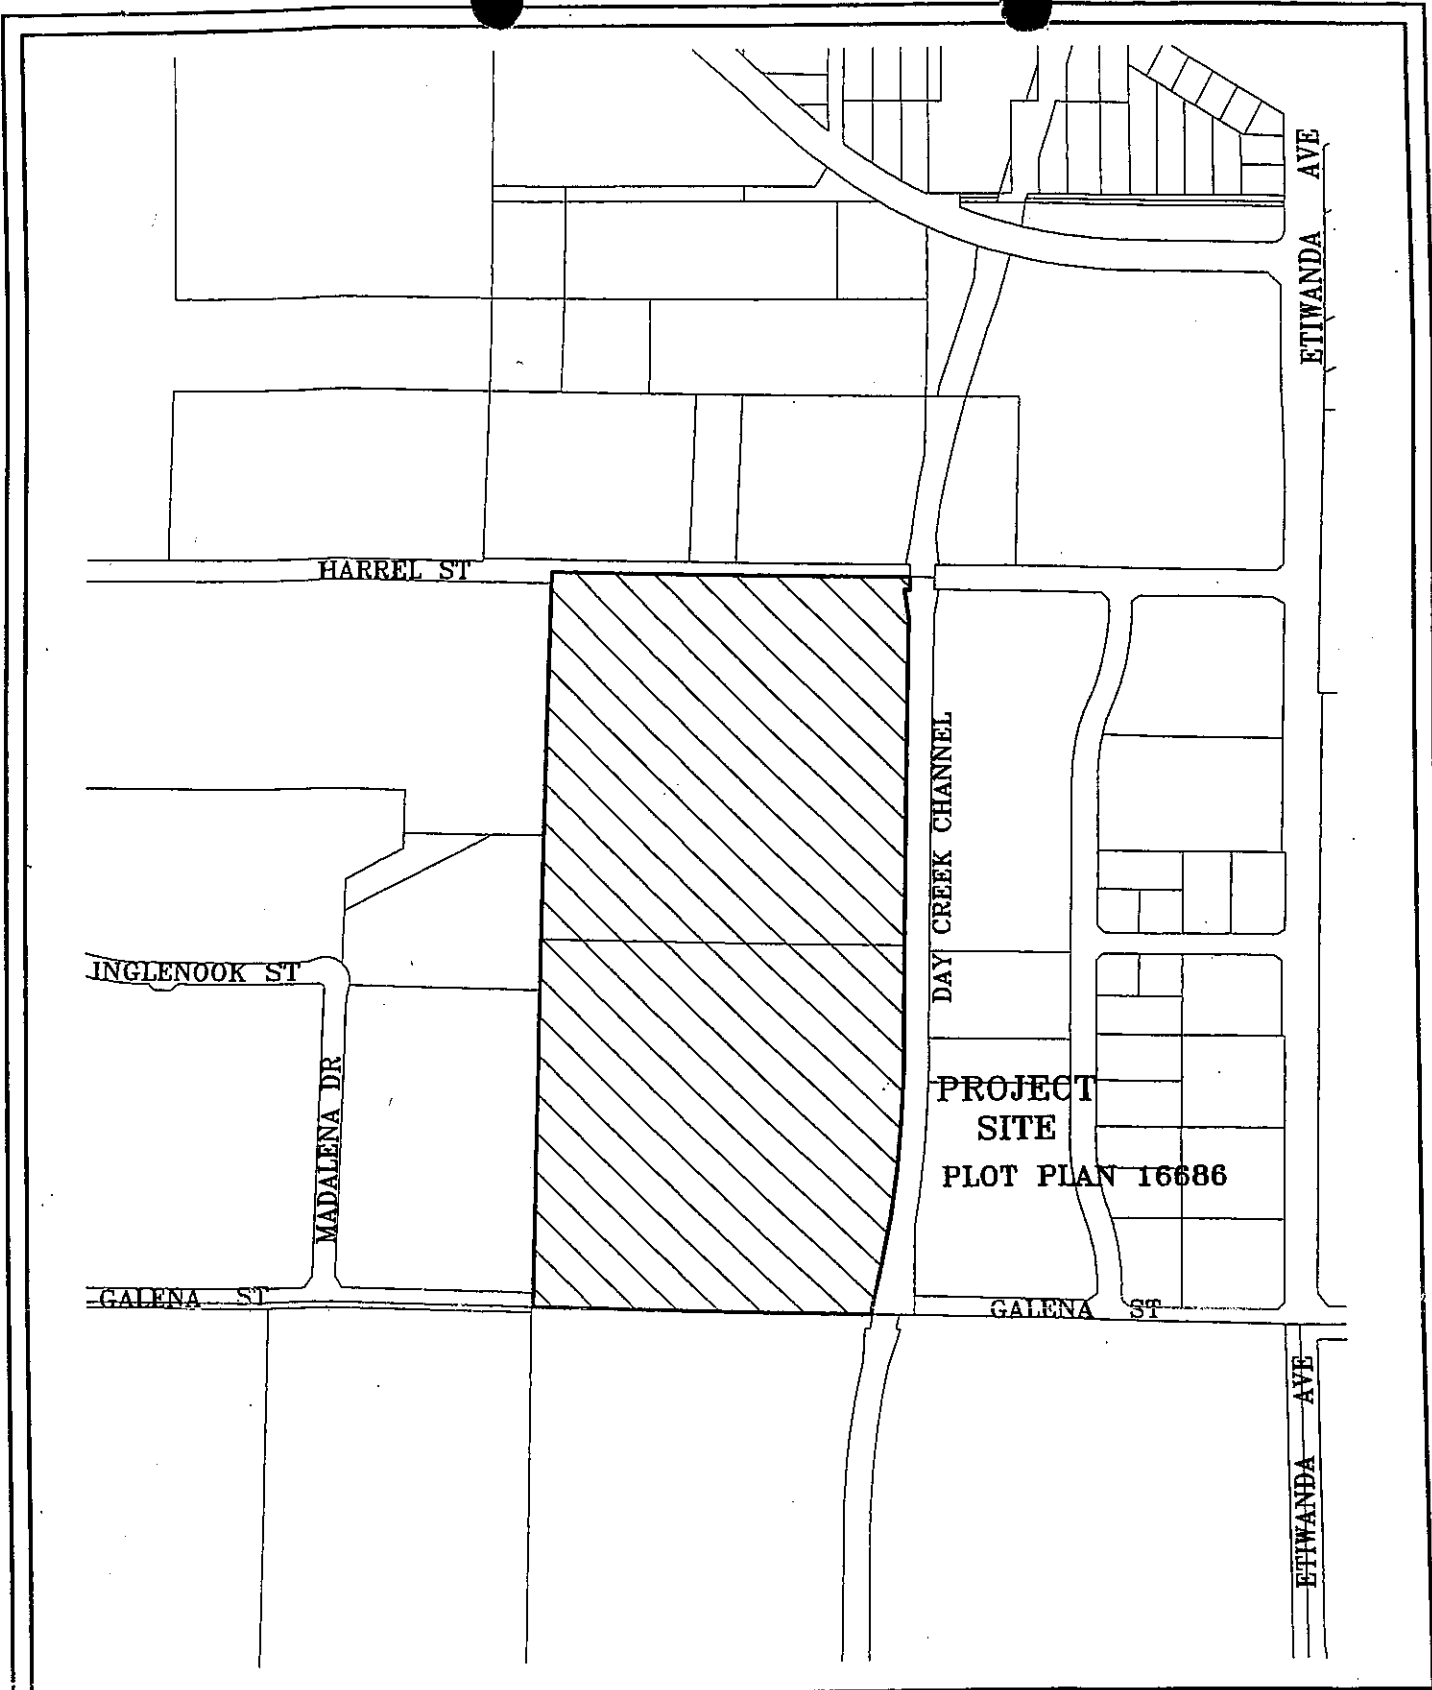 ETIWANDA AVE
HARREL ST
DAY CREEK CHANNEL
INGLENOOK ST
MADALENA DR
PROJECT
SITE
PLOT PLAN 16686
GALENA ST
GALENA ST
ETIWANDA AVE